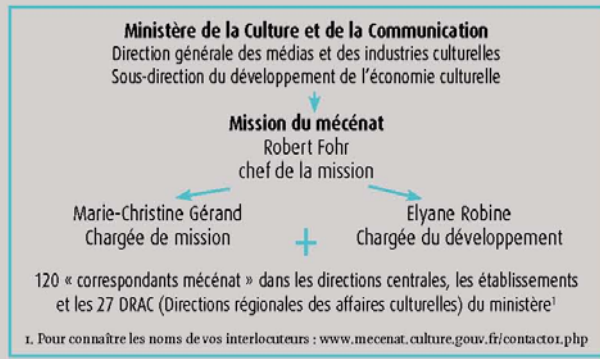 Ministère de la Culture et de la Communication
Direction générale des médias et des industries culturelles
Sous-direction du développement de l'économie culturelle
Mission du mécénat
Robert Fohr
chef de la mission
Marie-Christine Gérand
Chargée de mission
+
Elyane Robine
Chargée du développement
120 « correspondants mécénat » dans les directions centrales, les établissements
et les 27 DRAC (Directions régionales des affaires culturelles) du ministère¹
1. Pour connaître les noms de vos interlocuteurs : www.mecenat.culture.gouv.fr/contact01.php